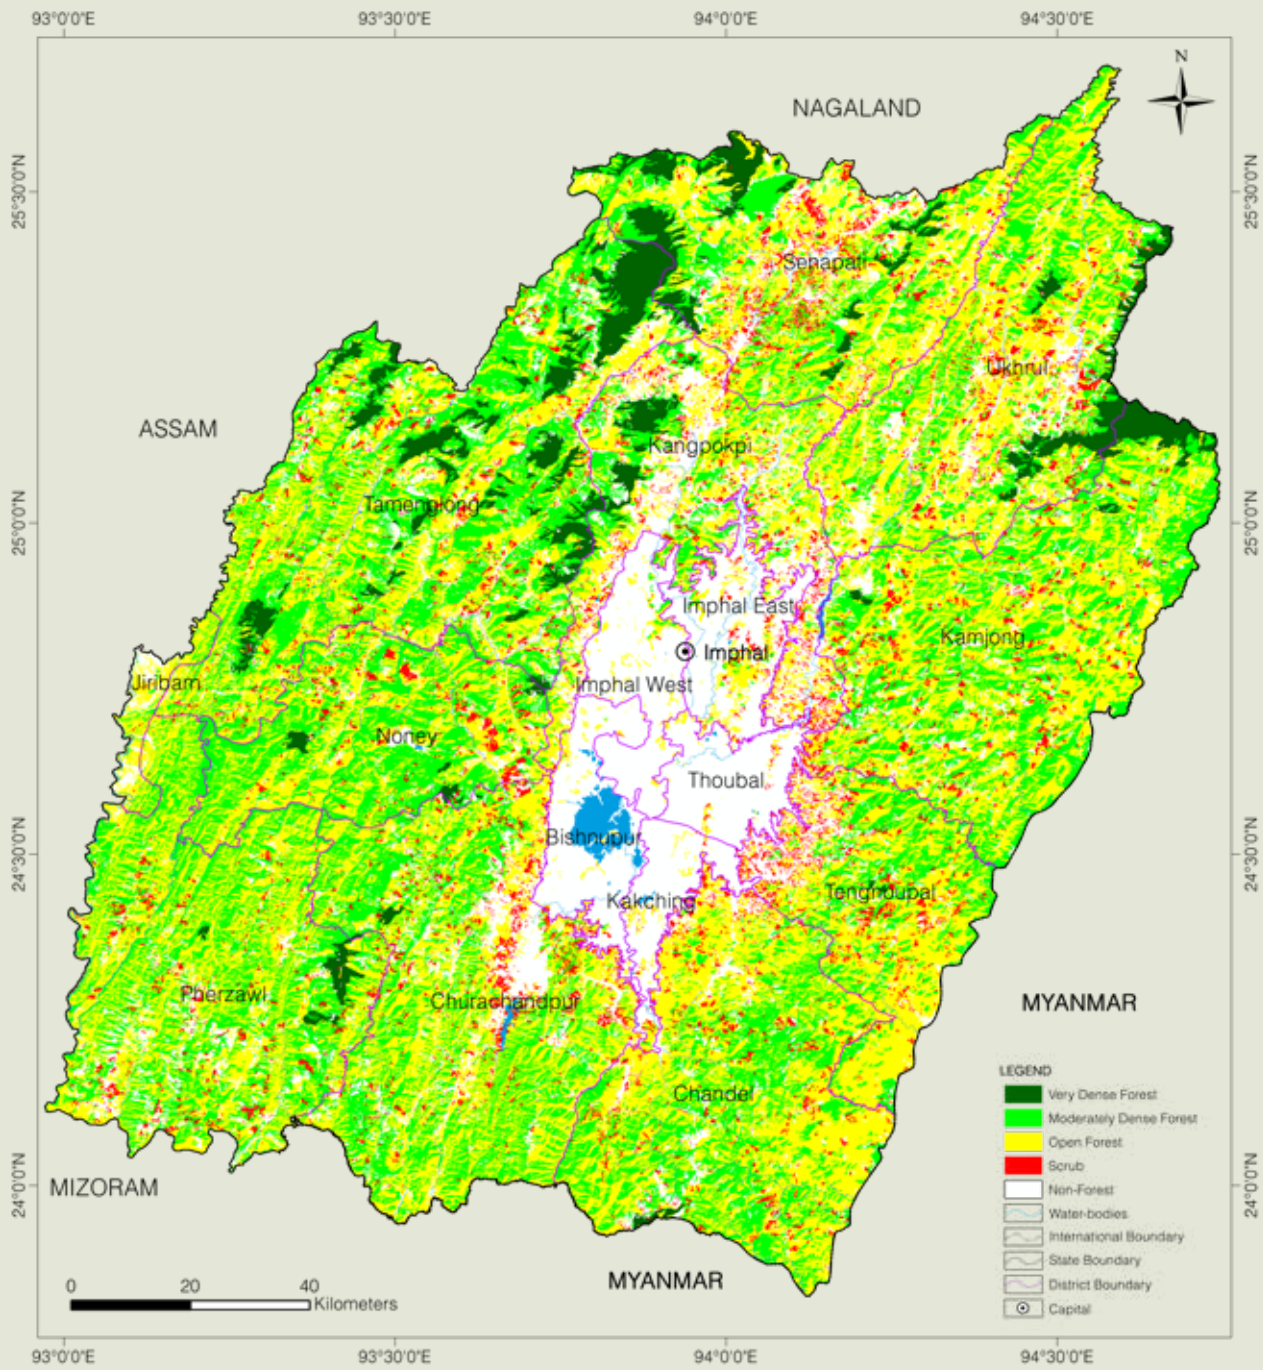 93°0'0"E 93°30'0"E 94°0'0"E 94°30'0"E
N
NAGALAND
25°30'0"N 25°30'0"N
Senapati
Ukhrul
ASSAM
Kangpokpi
Tamenglong
25°0'0"N 25°0'0"N
Imphal East
Kamjong
Imphal
Jiribam
Imphal West
Noney
Thoubal
Bishnupur
24°30'0"N 24°30'0"N
Kakching
Tengnoupal
Pherzawl
Churachandpur
MYANMAR
LEGEND
Very Dense Forest
Moderately Dense Forest
Open Forest
Scrub
Non-Forest
Water-bodies
International Boundary
State Boundary
District Boundary
Capital
Chandel
MIZORAM
24°0'0"N 24°0'0"N
MYANMAR
0 20 40
Kilometers
93°0'0"E 93°30'0"E 94°0'0"E 94°30'0"E